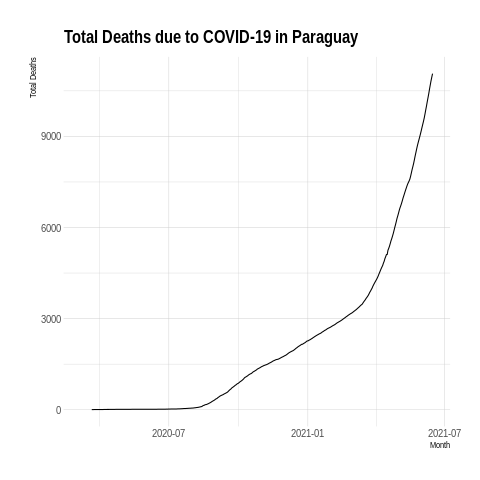 Total Deaths due to COVID-19 in Paraguay
Total Deaths
9000
6000
3000
0
2020-07
2021-01
2021-07
Month